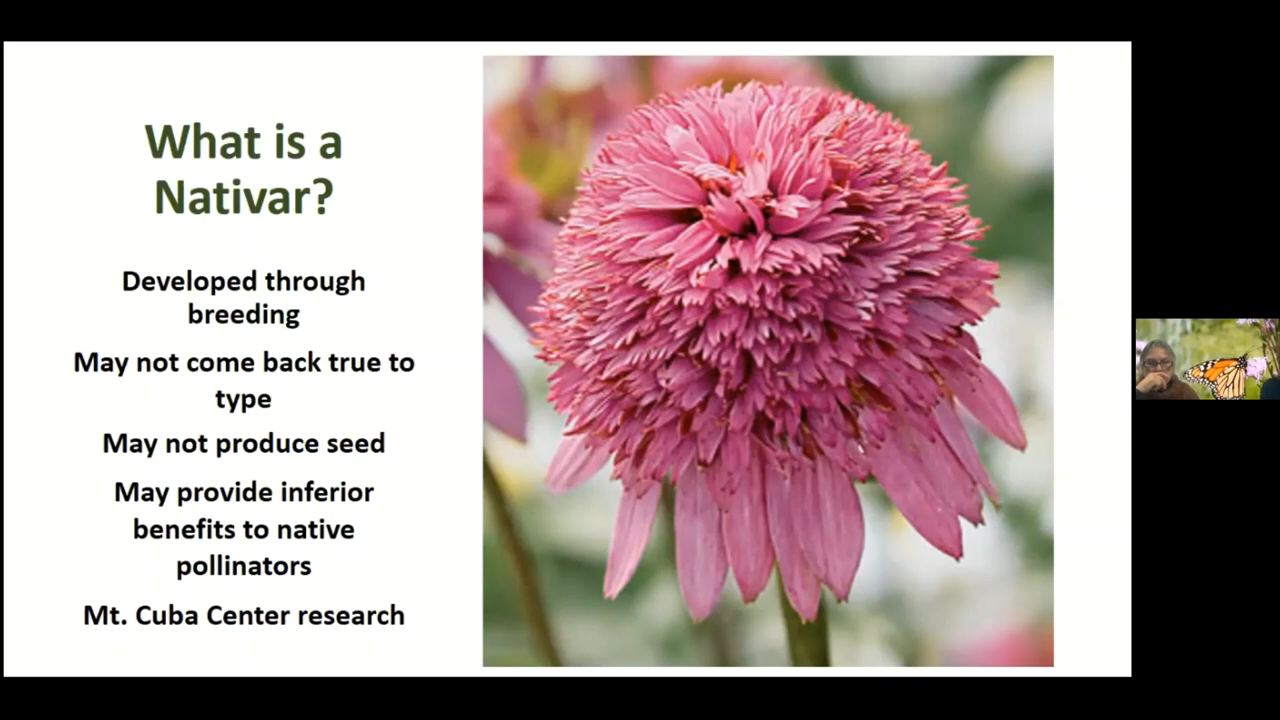 What is a
Nativar?
Developed through
breeding
May not come back true to
type
May not produce seed
May provide inferior
benefits to native
pollinators
Mt. Cuba Center research